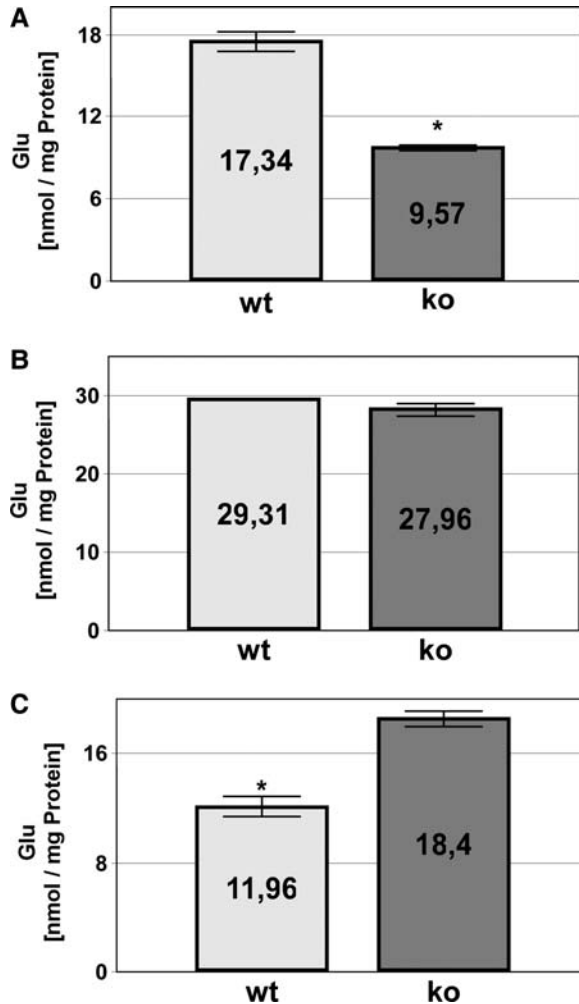 A
Glu
[nmol / mg Protein]
18
12
6
0
17,34
*
9,57
wt
ko
B
Glu
[nmol / mg Protein]
30
20
10
0
29,31
27,96
wt
ko
C
Glu
[nmol / mg Protein]
16
8
0
*
11,96
18,4
wt
ko